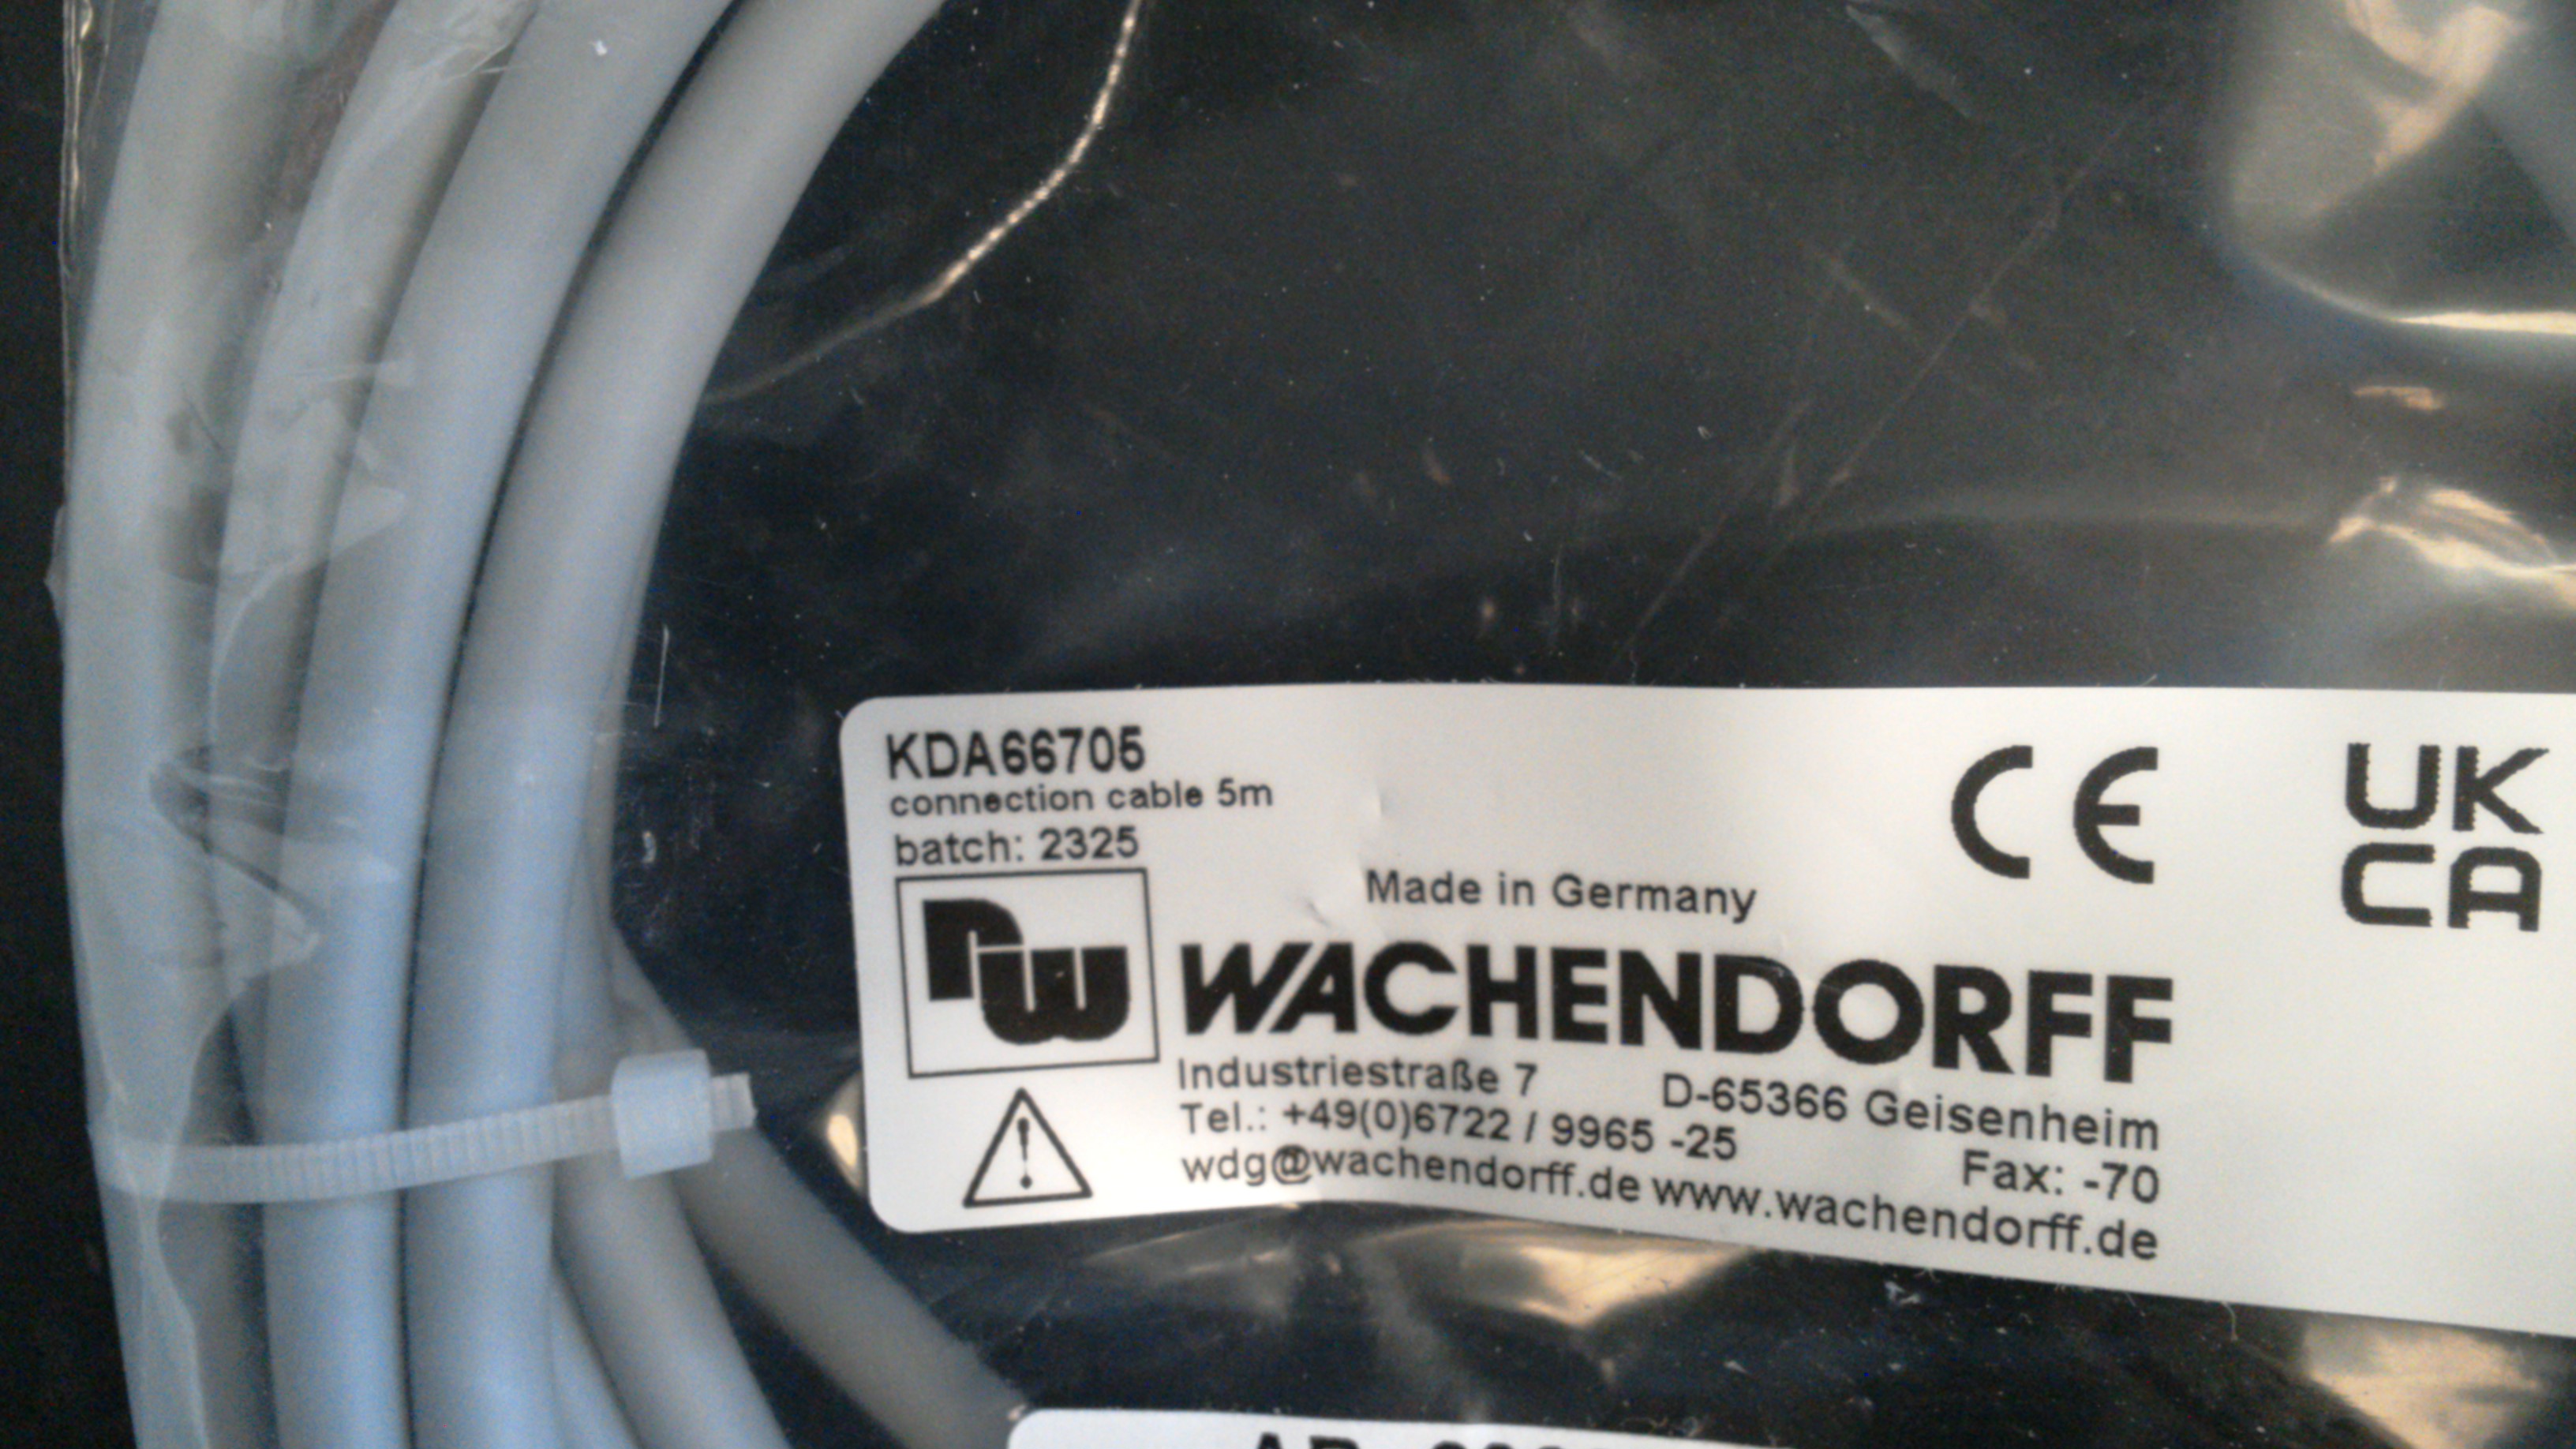 KDA66705
connection cable 5m
batch: 2325
CE
UK
CA
Made in Germany
WACHENDORFF
Industriestraße 7 D-65366 Geisenheim
Tel.: +49(0)6722 / 9965 -25 Fax: -70
wdg@wachendorff.de www.wachendorff.de